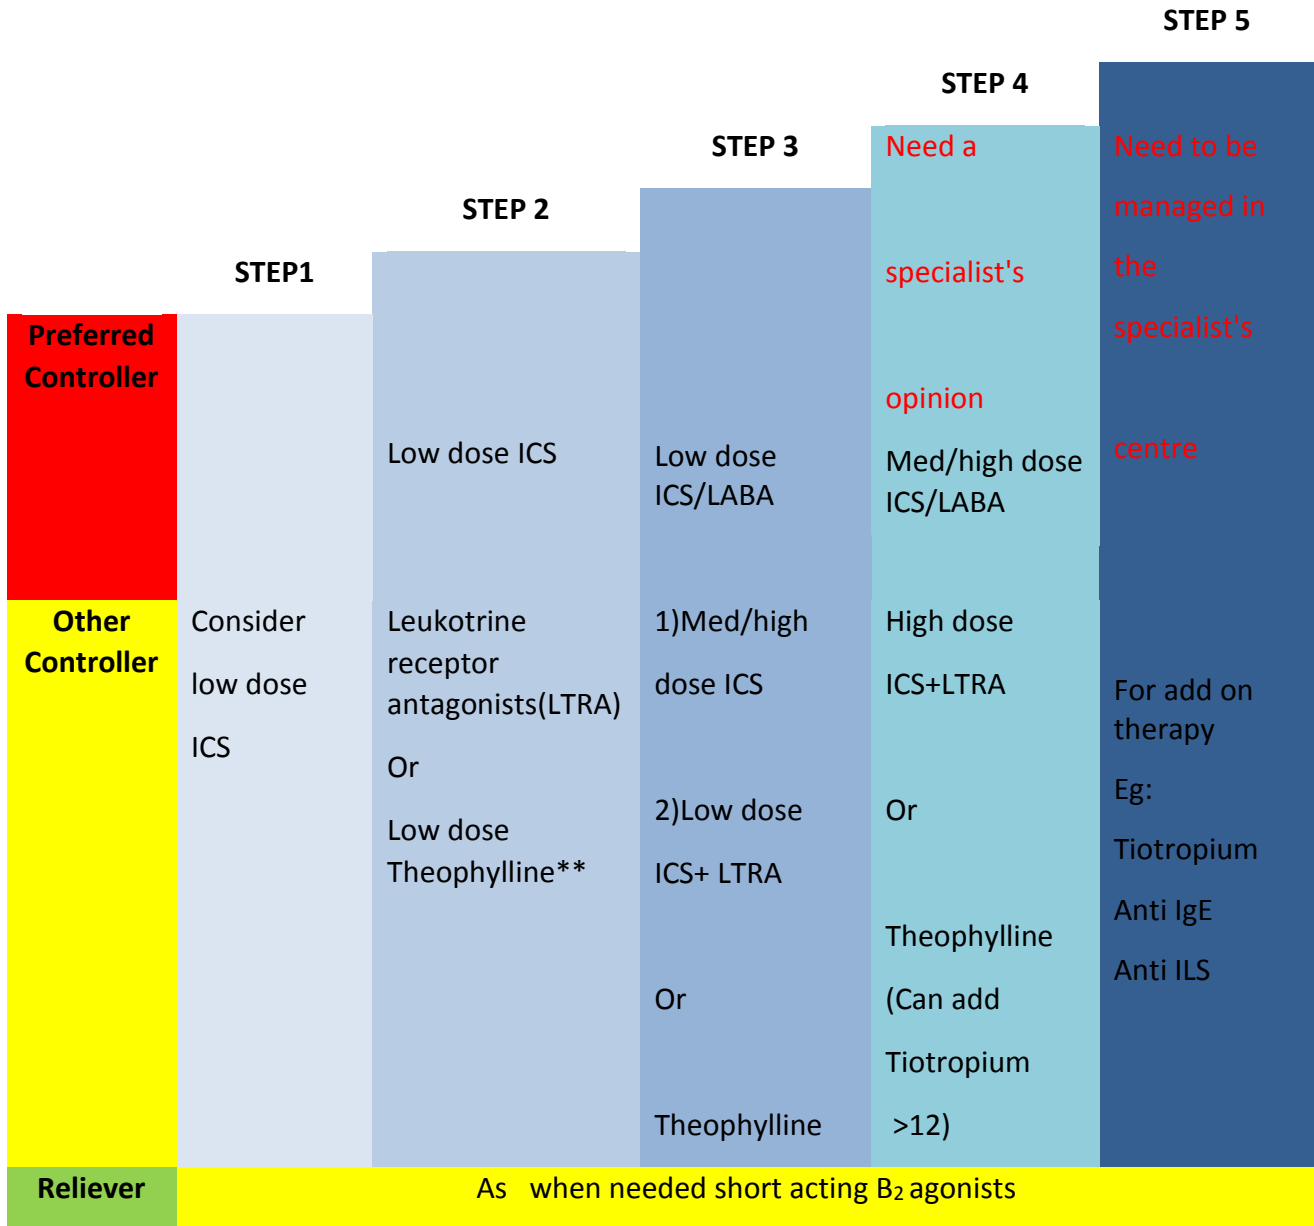 STEP 5
STEP 4
STEP 3
STEP 2
STEP1
Preferred
Controller
Low dose ICS
Low dose
ICS/LABA
Need a
specialist's
opinion
Med/high dose
ICS/LABA
Need to be
managed in
the
specialist's
centre
Other
Controller
Consider
low dose
ICS
Leukotrine
receptor
antagonists(LTRA)
Or
Low dose
Theophylline**
1)Med/high
dose ICS
2)Low dose
ICS+ LTRA
Or
Theophylline
High dose
ICS+LTRA
Or
Theophylline
(Can add
Tiotropium
>12)
For add on
therapy
Eg:
Tiotropium
Anti IgE
Anti ILS
Reliever
As when needed short acting B₂ agonists